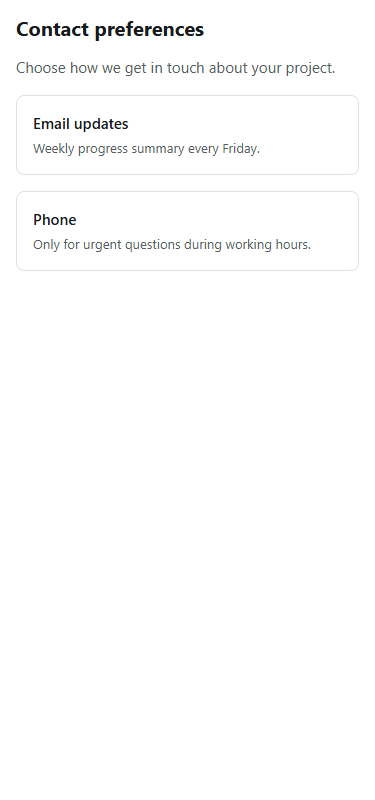 Contact preferences
Choose how we get in touch about your project.
Email updates
Weekly progress summary every Friday.
Phone
Only for urgent questions during working hours.